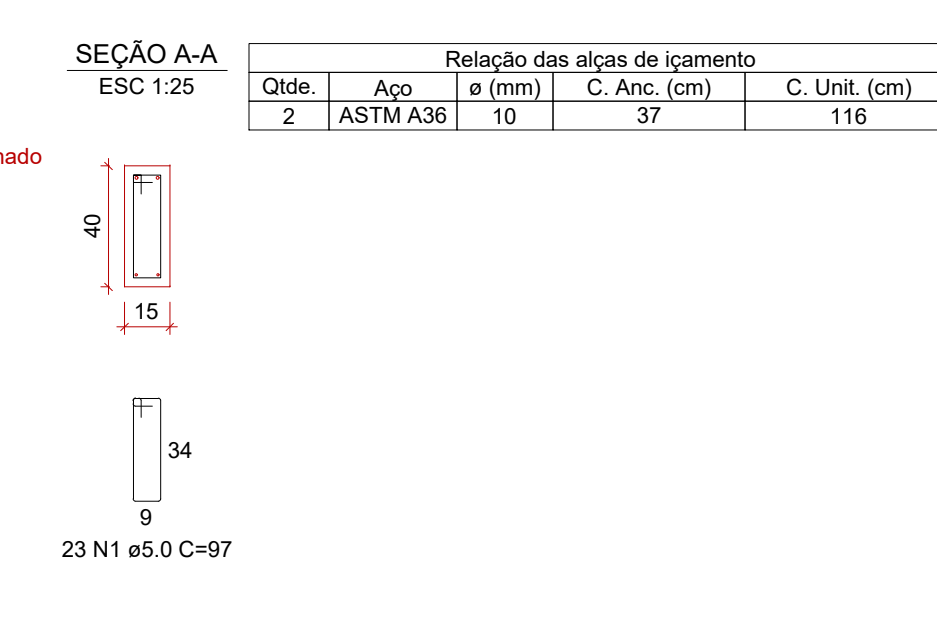 SEÇÃO A-A
ESC 1:25
Relação das alças de içamento
Qtde. Aço ø (mm) C. Anc. (cm) C. Unit. (cm)
2 ASTM A36 10 37 116
nado
40
15
34
9
23 N1 ø5.0 C=97